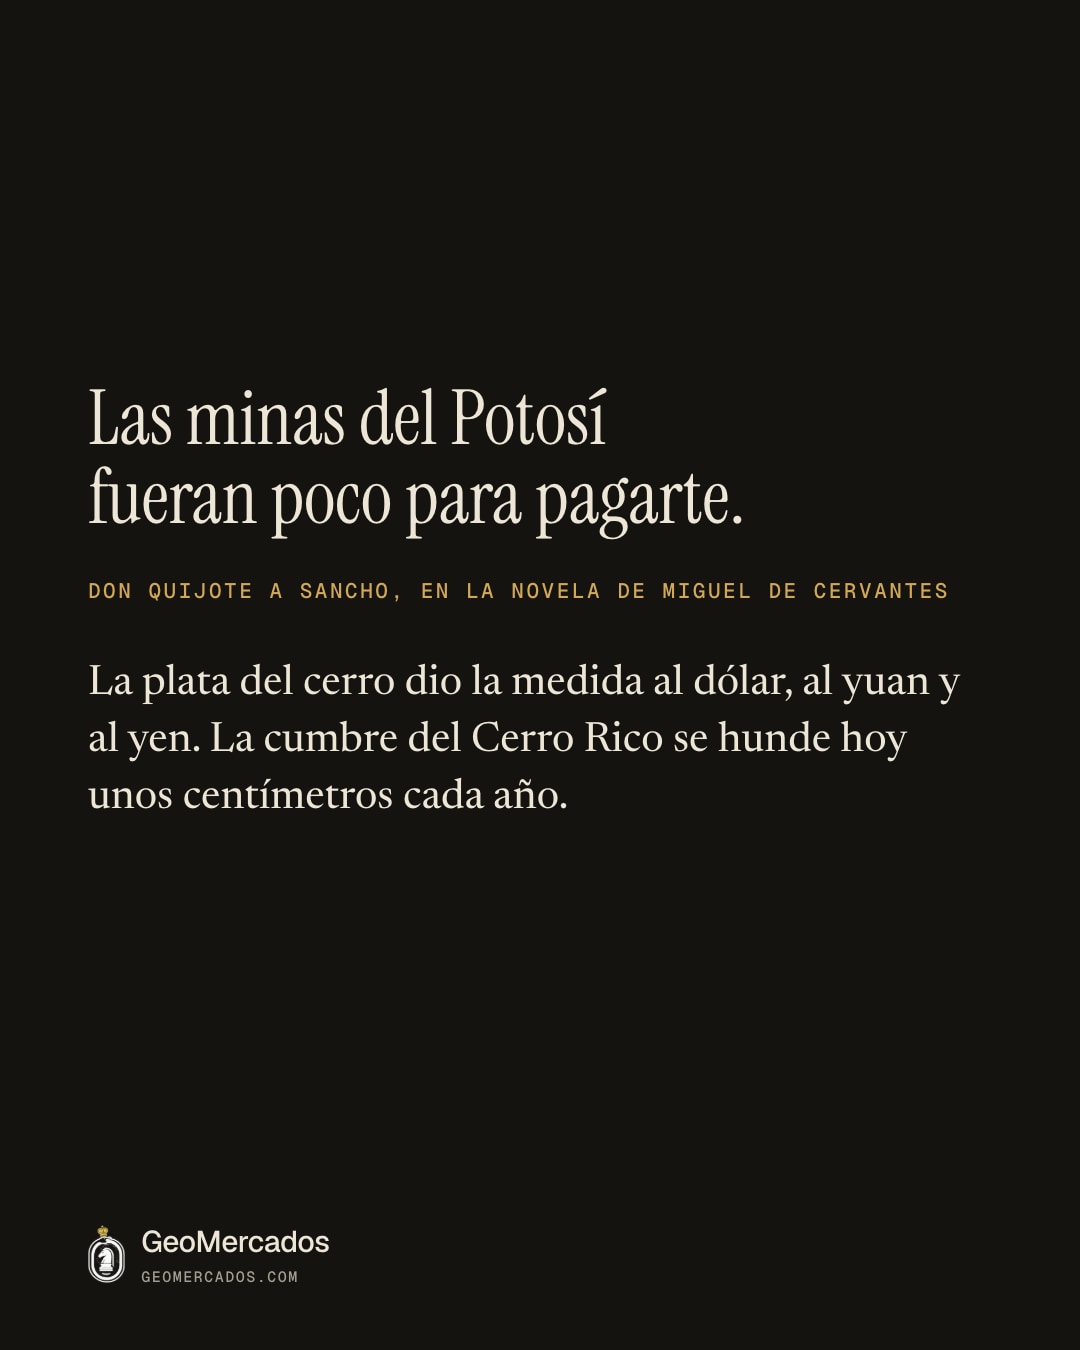 Las minas del Potosí
fueran poco para pagarte.
DON QUIJOTE A SANCHO, EN LA NOVELA DE MIGUEL DE CERVANTES
La plata del cerro dio la medida al dólar, al yuan y
al yen. La cumbre del Cerro Rico se hunde hoy
unos centímetros cada año.
GeoMercados
GEOMERCADOS.COM